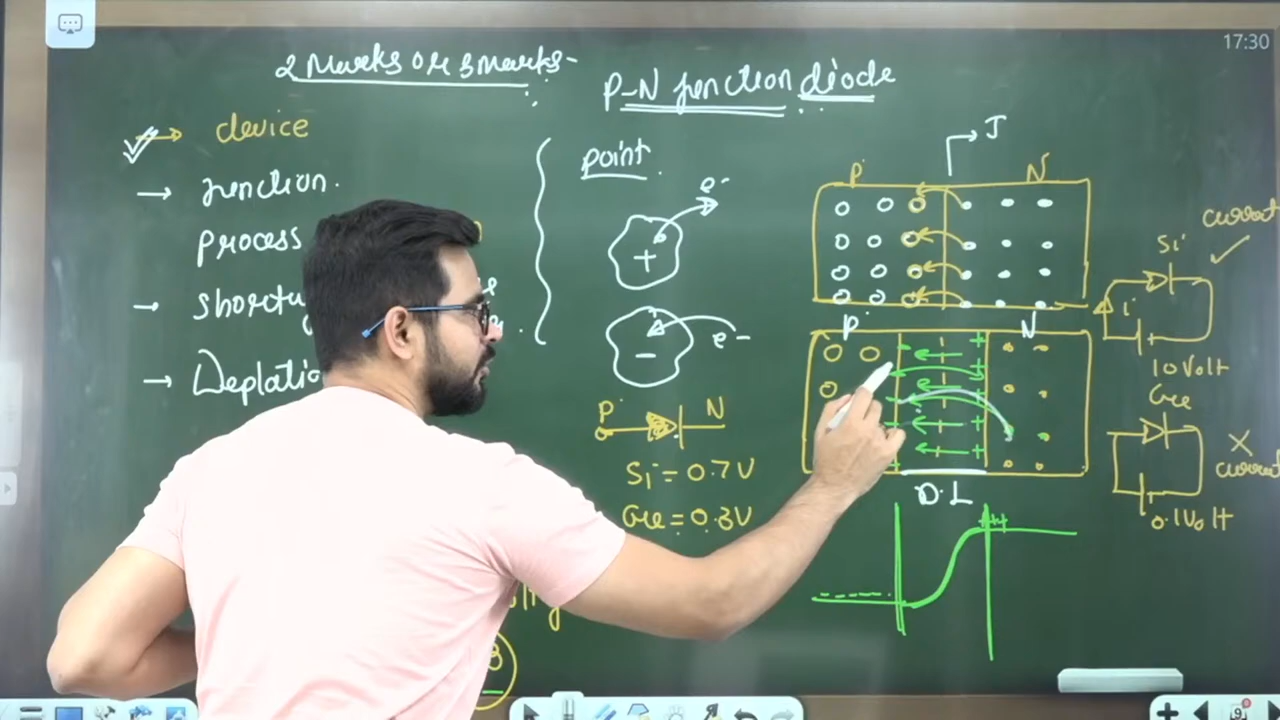 17:30
2 Marks or 3 marks-
P-N junction diode
→ device
→ junction.
process
→ shortcu
→ Deplatio
point
e-
+
e-
-
P N
Si = 0.7V
Ge = 0.3V
→ J
P N
P N
D.L
current
Si
i
10 Volt
Ge
X
current
0.1 Volt